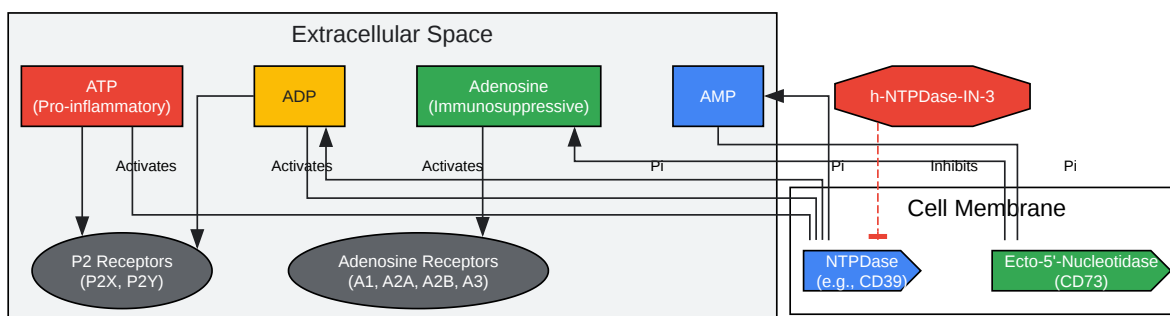 Extracellular Space
ATP
(Pro-inflammatory)
ADP
Adenosine
(Immunosuppressive)
AMP
h-NTPDase-IN-3
Activates
Activates
Activates
Pi
Pi
Inhibits
Pi
Cell Membrane
P2 Receptors
(P2X, P2Y)
Adenosine Receptors
(A1, A2A, A2B, A3)
NTPDase
(e.g., CD39)
Ecto-5'-Nucleotidase
(CD73)